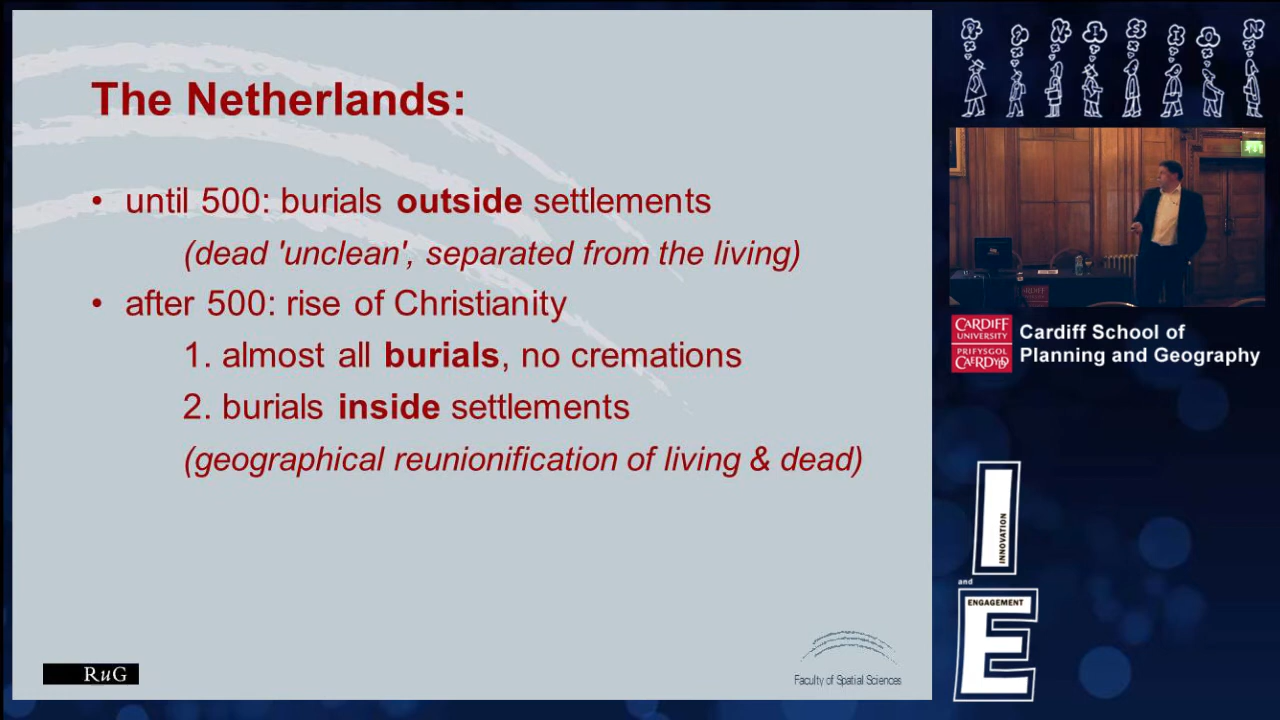 The Netherlands:
• until 500: burials outside settlements
(dead 'unclean', separated from the living)
• after 500: rise of Christianity
1. almost all burials, no cremations
2. burials inside settlements
(geographical reunionification of living & dead)
RuG
Faculty of Spatial Sciences
CARDIFF
UNIVERSITY
PRIFYSGOL
CAERDYDD
Cardiff School of
Planning and Geography
INNOVATION
I
and
ENGAGEMENT
E